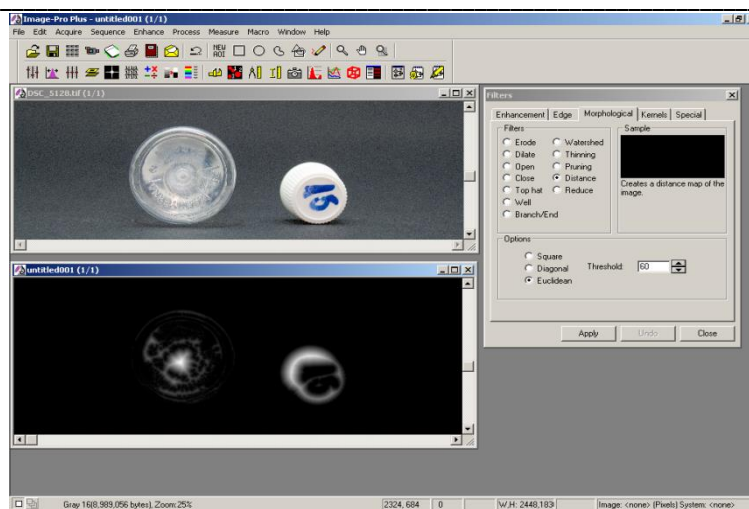 Image-Pro Plus - untitled001 (1/1)
File Edit Acquire Sequence Enhance Process Measure Macro Window Help
NEW
AOI
DSC_5128.tif (1/1)
15
untitled001 (1/1)
Filters
Enhancement Edge Morphological Kernels Special
Filters
Erode Watershed
Dilate Thinning
Open Pruning
Close Distance
Top hat Reduce
Well
Branch/End
Sample
Creates a distance map of the
image.
Options
Square
Diagonal
Euclidean
Threshold: 60
Apply Undo Close
Gray 16(8,989,056 bytes), Zoom:25% 2324, 684 0 W,H: 2448,183 Image: <none> (Pixels) System: <none>